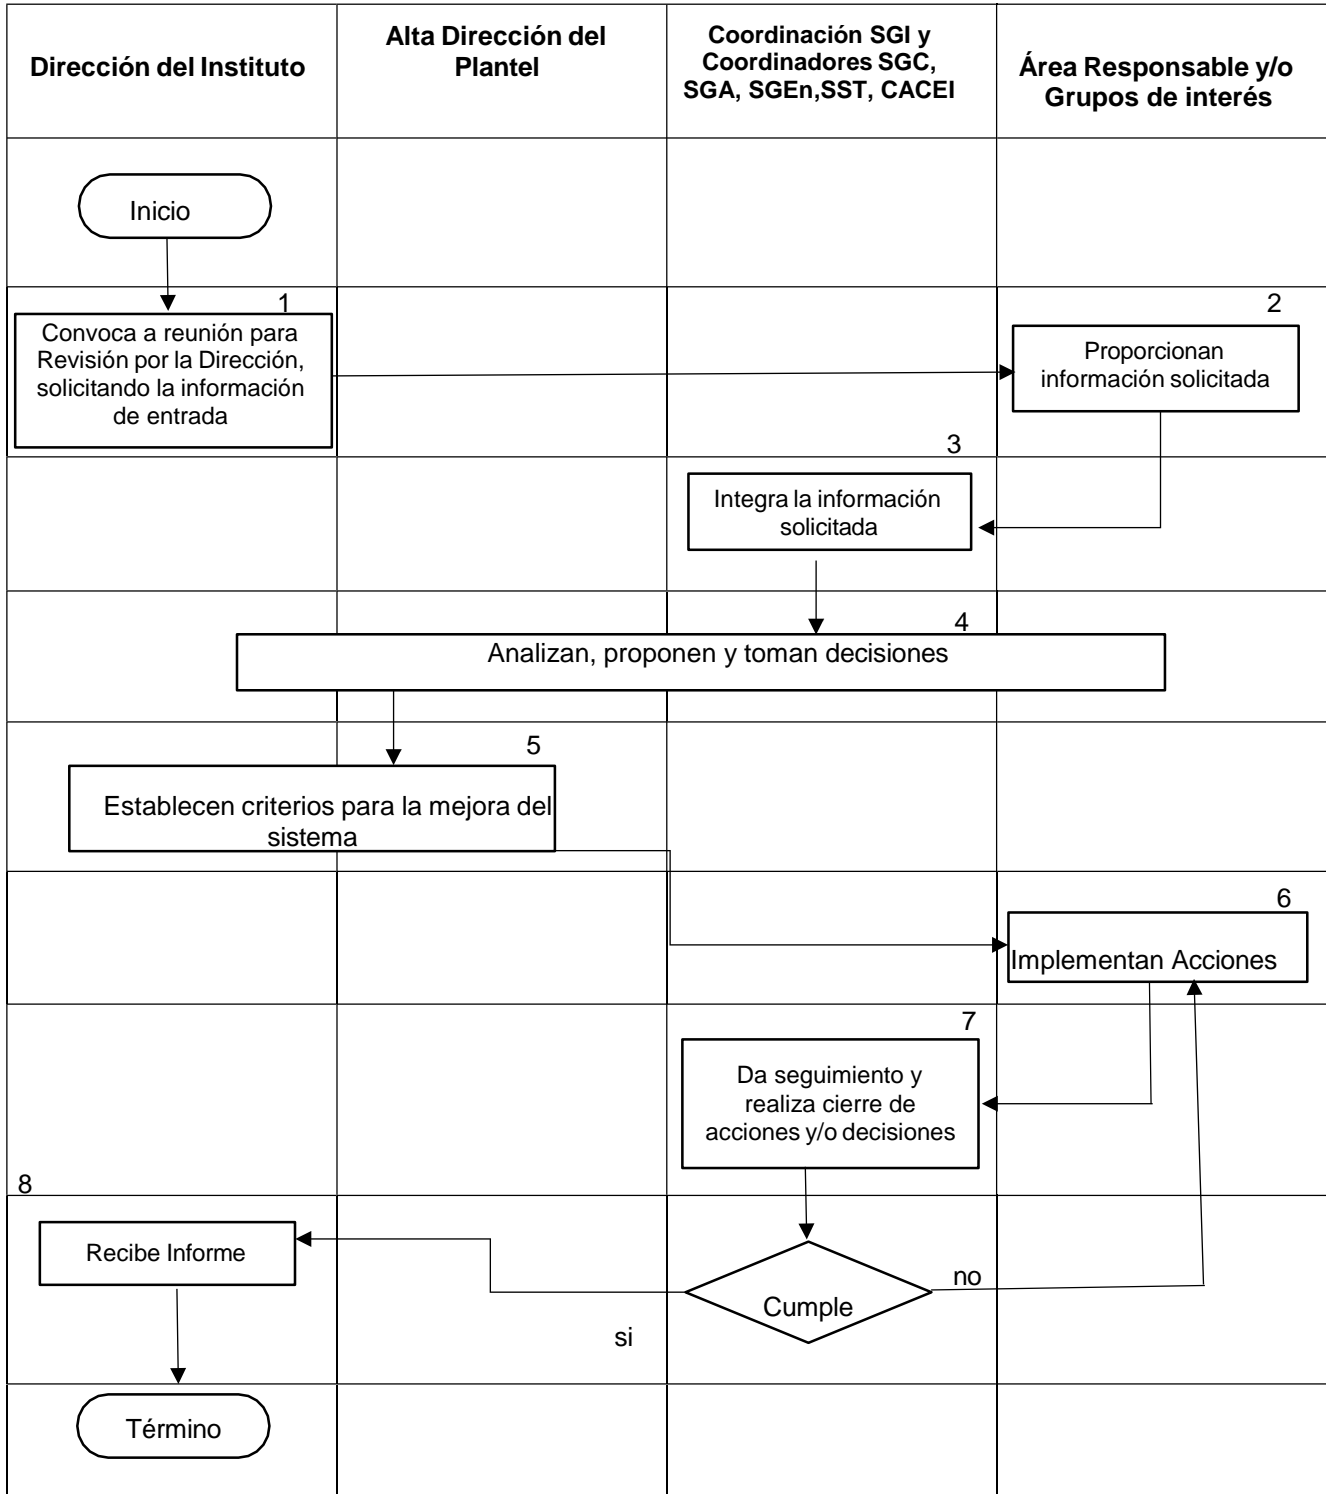 Dirección del Instituto
Alta Dirección del
Plantel
Coordinación SGI y
Coordinadores SGC,
SGA, SGEn,SST, CACEI
Área Responsable y/o
Grupos de interés
Inicio
1
Convoca a reunión para
Revisión por la Dirección,
solicitando la información
de entrada
2
Proporcionan
información solicitada
3
Integra la información
solicitada
4
Analizan, proponen y toman decisiones
5
Establecen criterios para la mejora del
sistema
6
Implementan Acciones
7
Da seguimiento y
realiza cierre de
acciones y/o decisiones
8
Recibe Informe
Cumple
no
si
Término